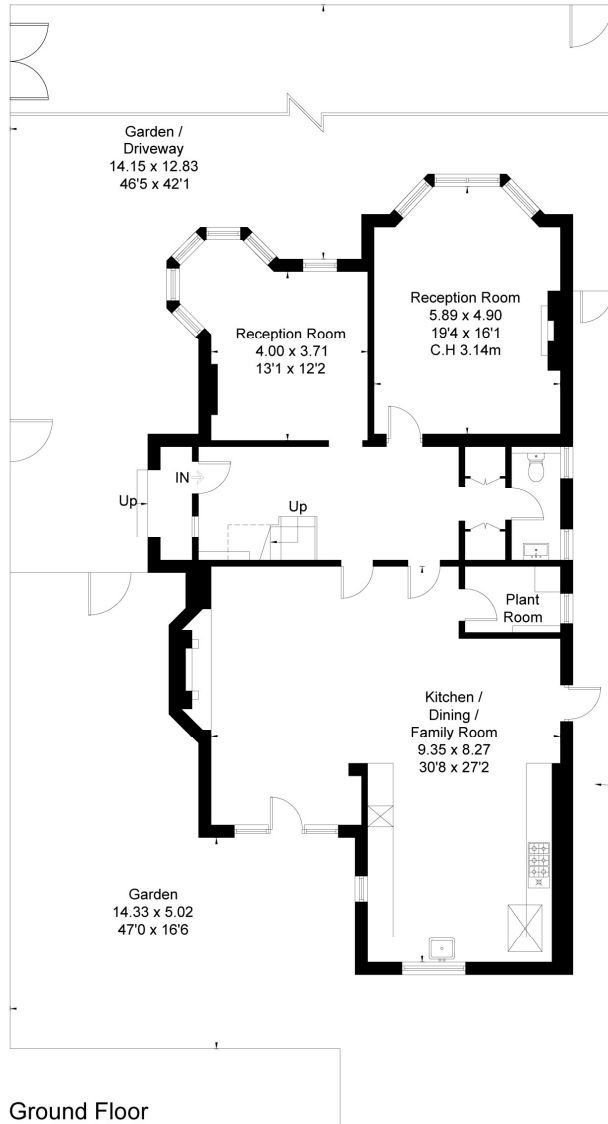 Garden /
Driveway
14.15 x 12.83
46'5 x 42'1
Reception Room
5.89 x 4.90
19'4 x 16'1
C.H 3.14m
Reception Room
4.00 x 3.71
13'1 x 12'2
IN
Up
Up
Plant
Room
Kitchen /
Dining /
Family Room
9.35 x 8.27
30'8 x 27'2
Garden
14.33 x 5.02
47'0 x 16'6
Ground Floor